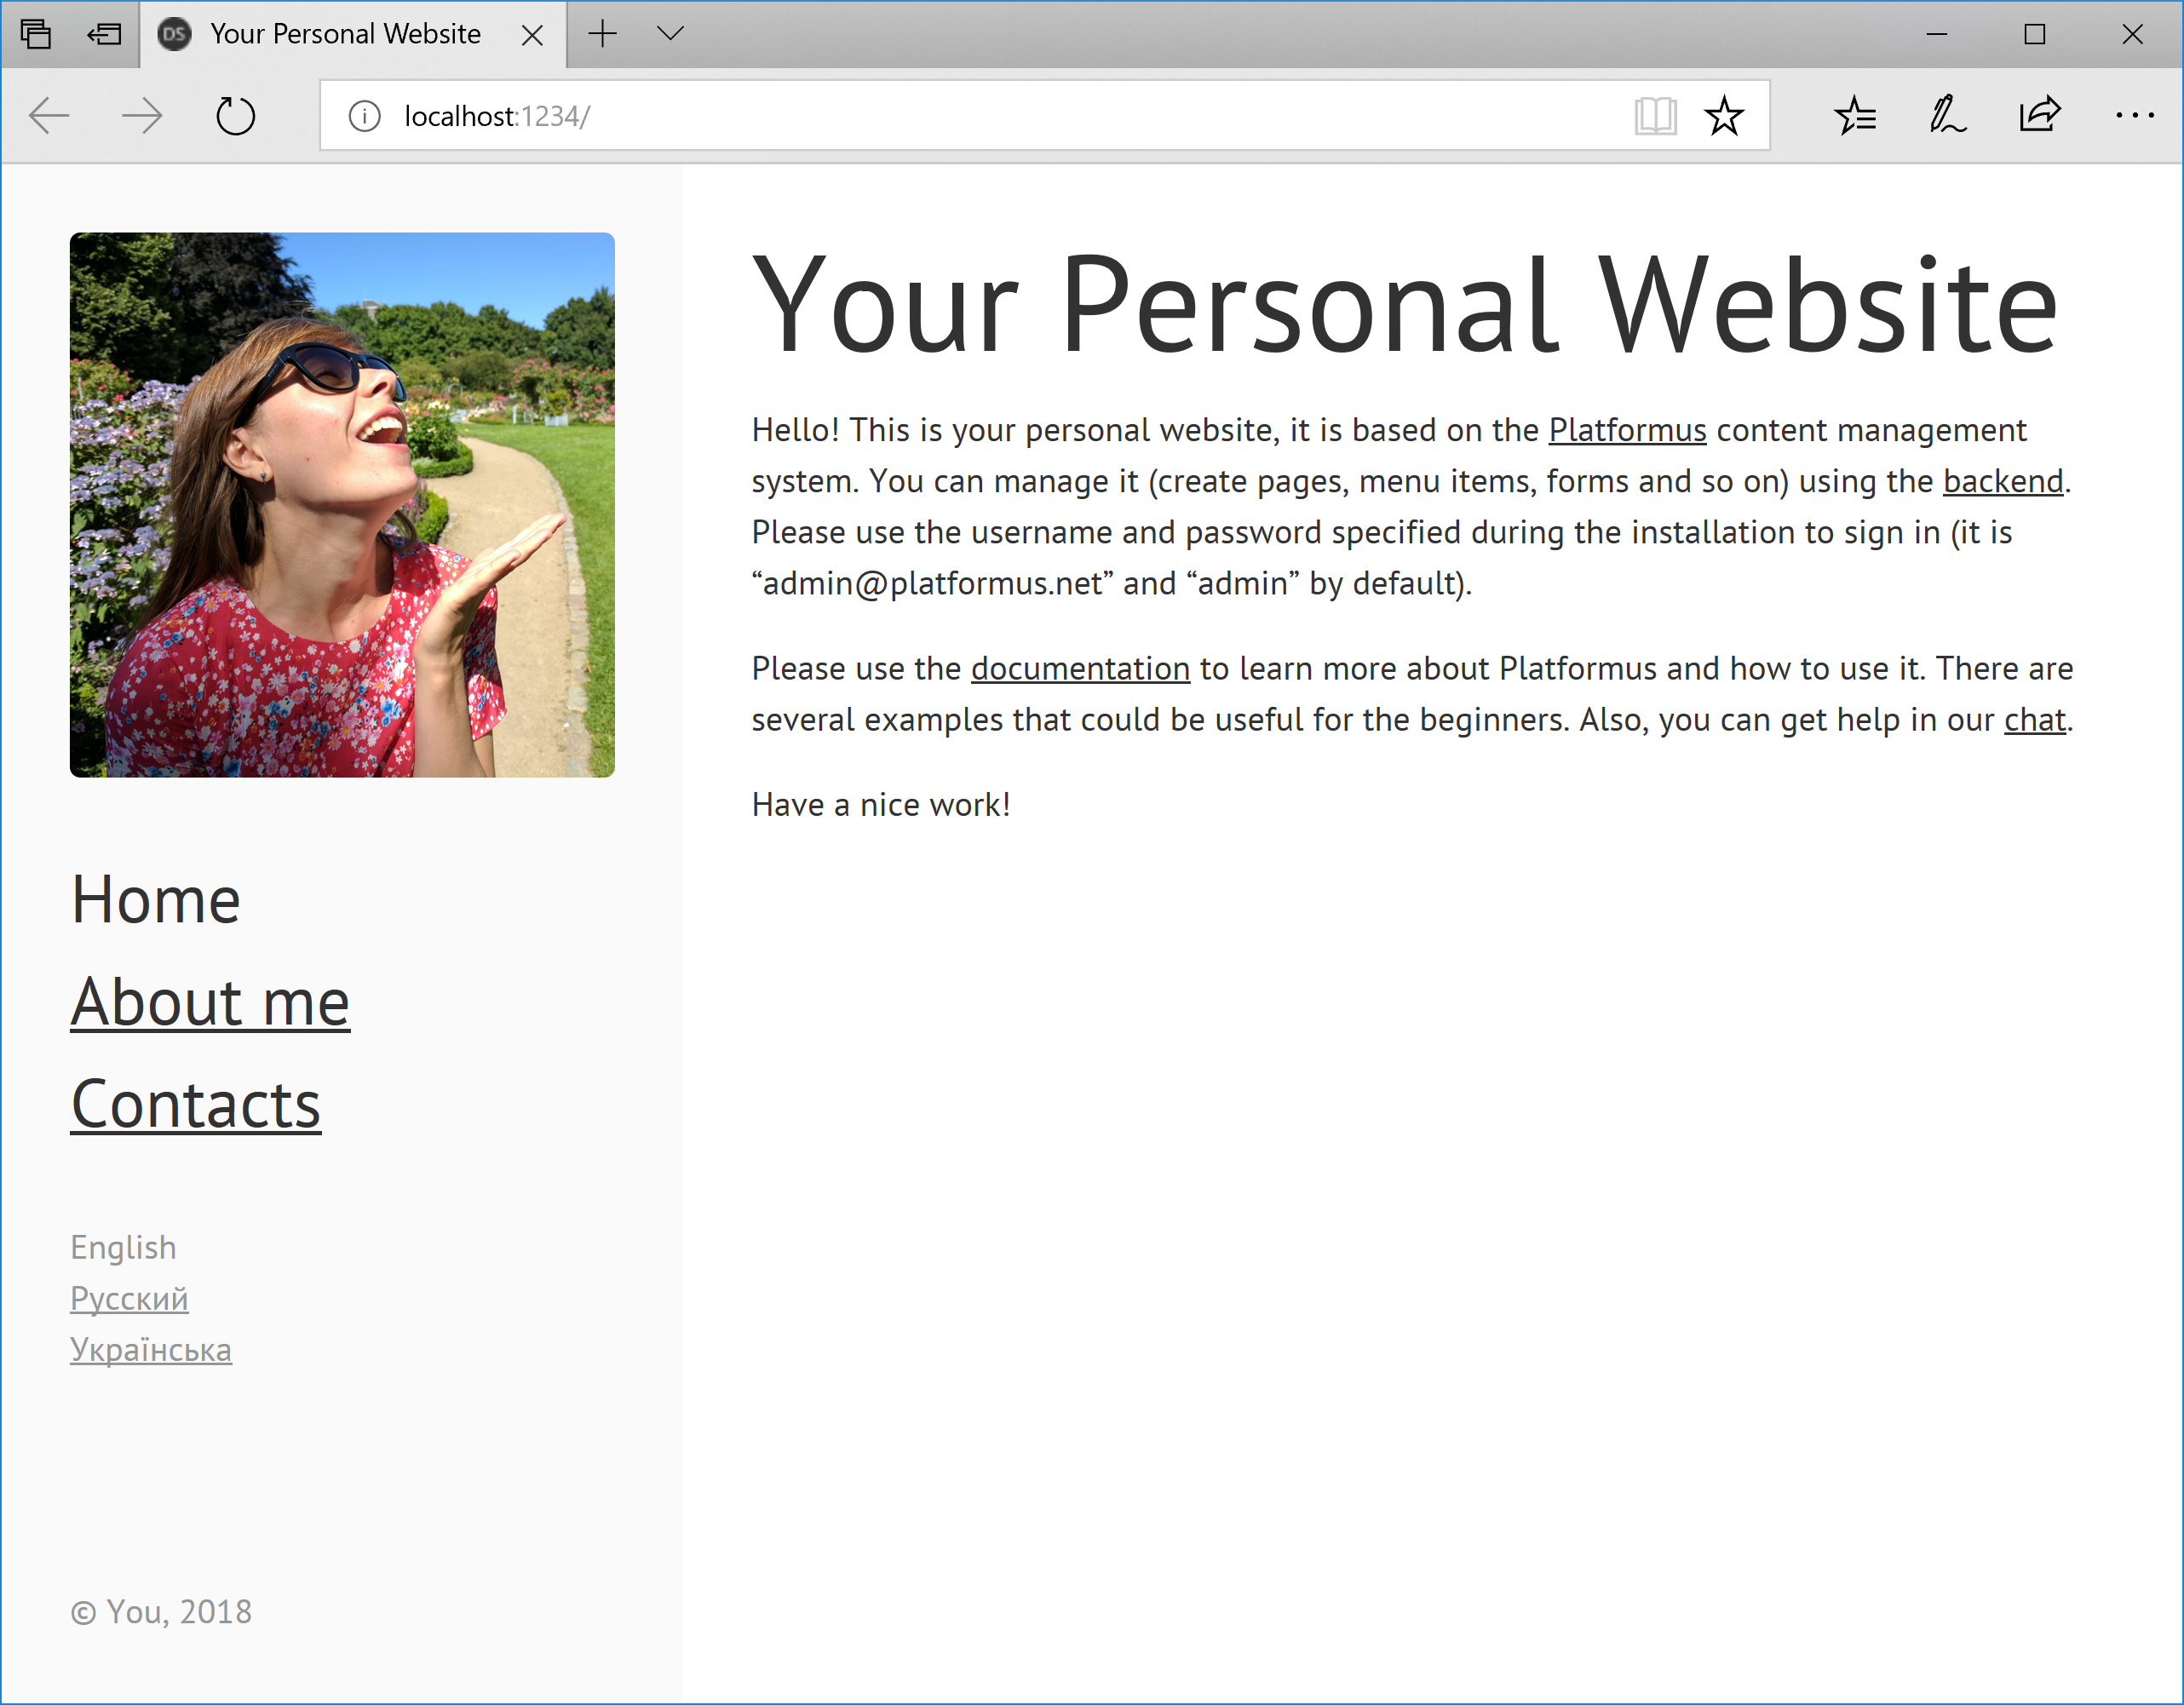 DS Your Personal Website
localhost:1234/
Your Personal Website
Hello! This is your personal website, it is based on the Platformus content management
system. You can manage it (create pages, menu items, forms and so on) using the backend.
Please use the username and password specified during the installation to sign in (it is
“admin@platformus.net” and “admin” by default).
Please use the documentation to learn more about Platformus and how to use it. There are
several examples that could be useful for the beginners. Also, you can get help in our chat.
Have a nice work!
Home
About me
Contacts
English
Русский
Українська
© You, 2018